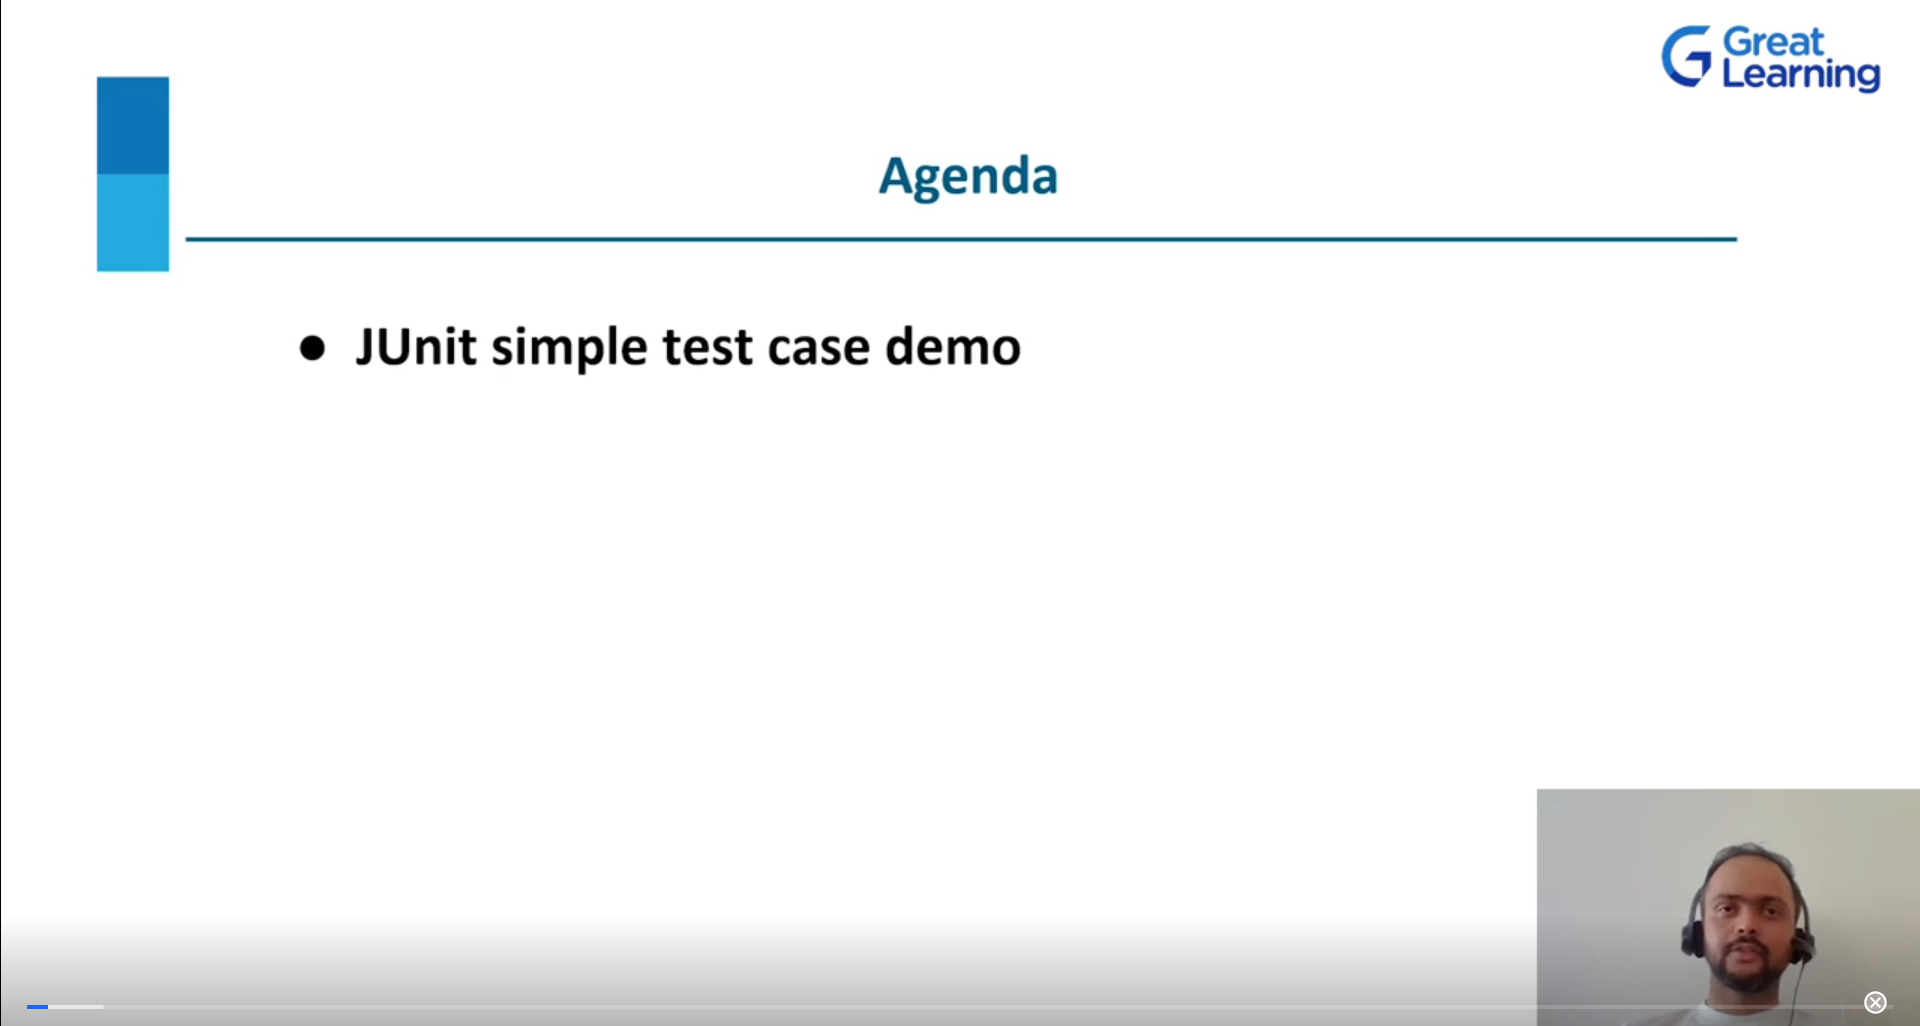 Great
Learning
Agenda
● JUnit simple test case demo